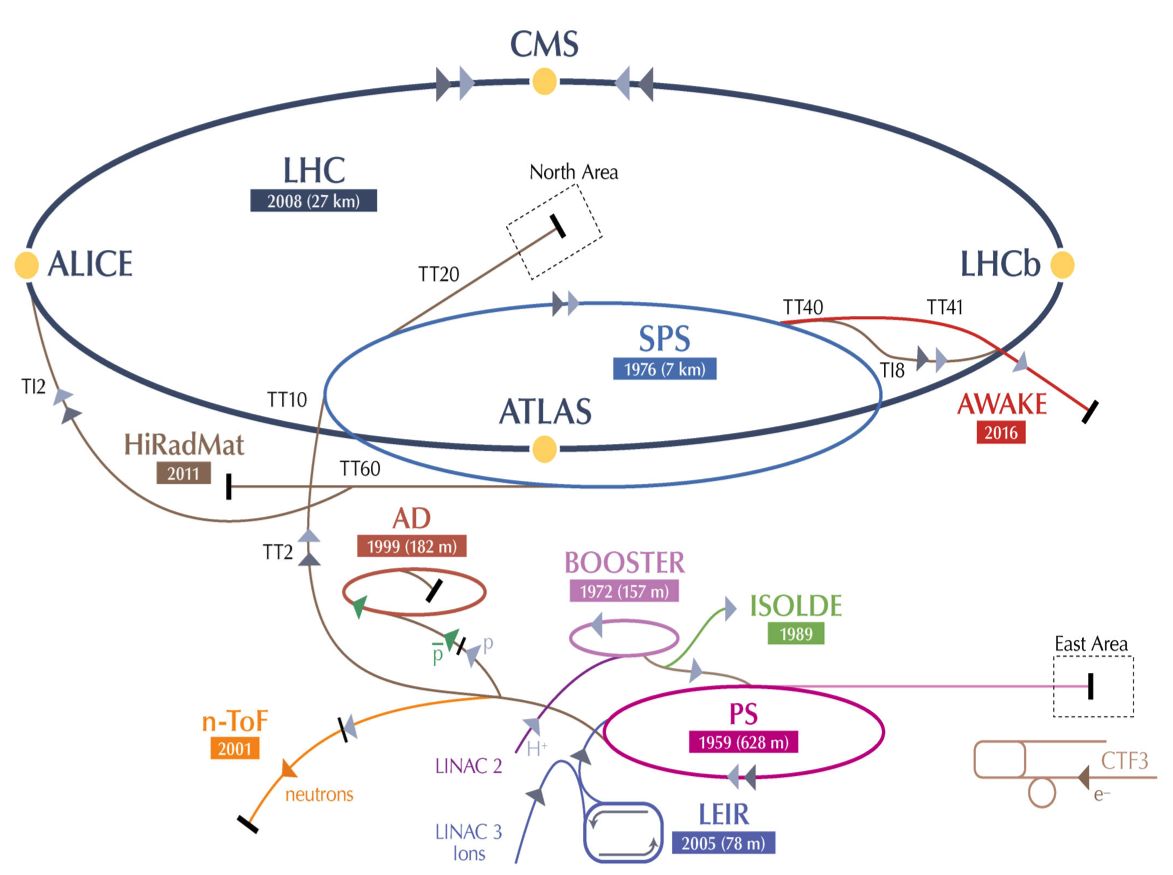 CMS
LHC
2008 (27 km)
North Area
ALICE
LHCb
TT20
TT40
TT41
SPS
1976 (7 km)
TI8
TI2
TT10
ATLAS
AWAKE
2016
HiRadMat
2011
TT60
AD
1999 (182 m)
TT2
BOOSTER
1972 (157 m)
ISOLDE
1989
p̅
p
East Area
n-ToF
2001
PS
1959 (628 m)
H⁺
LINAC 2
neutrons
CTF3
e⁻
LEIR
2005 (78 m)
LINAC 3
Ions